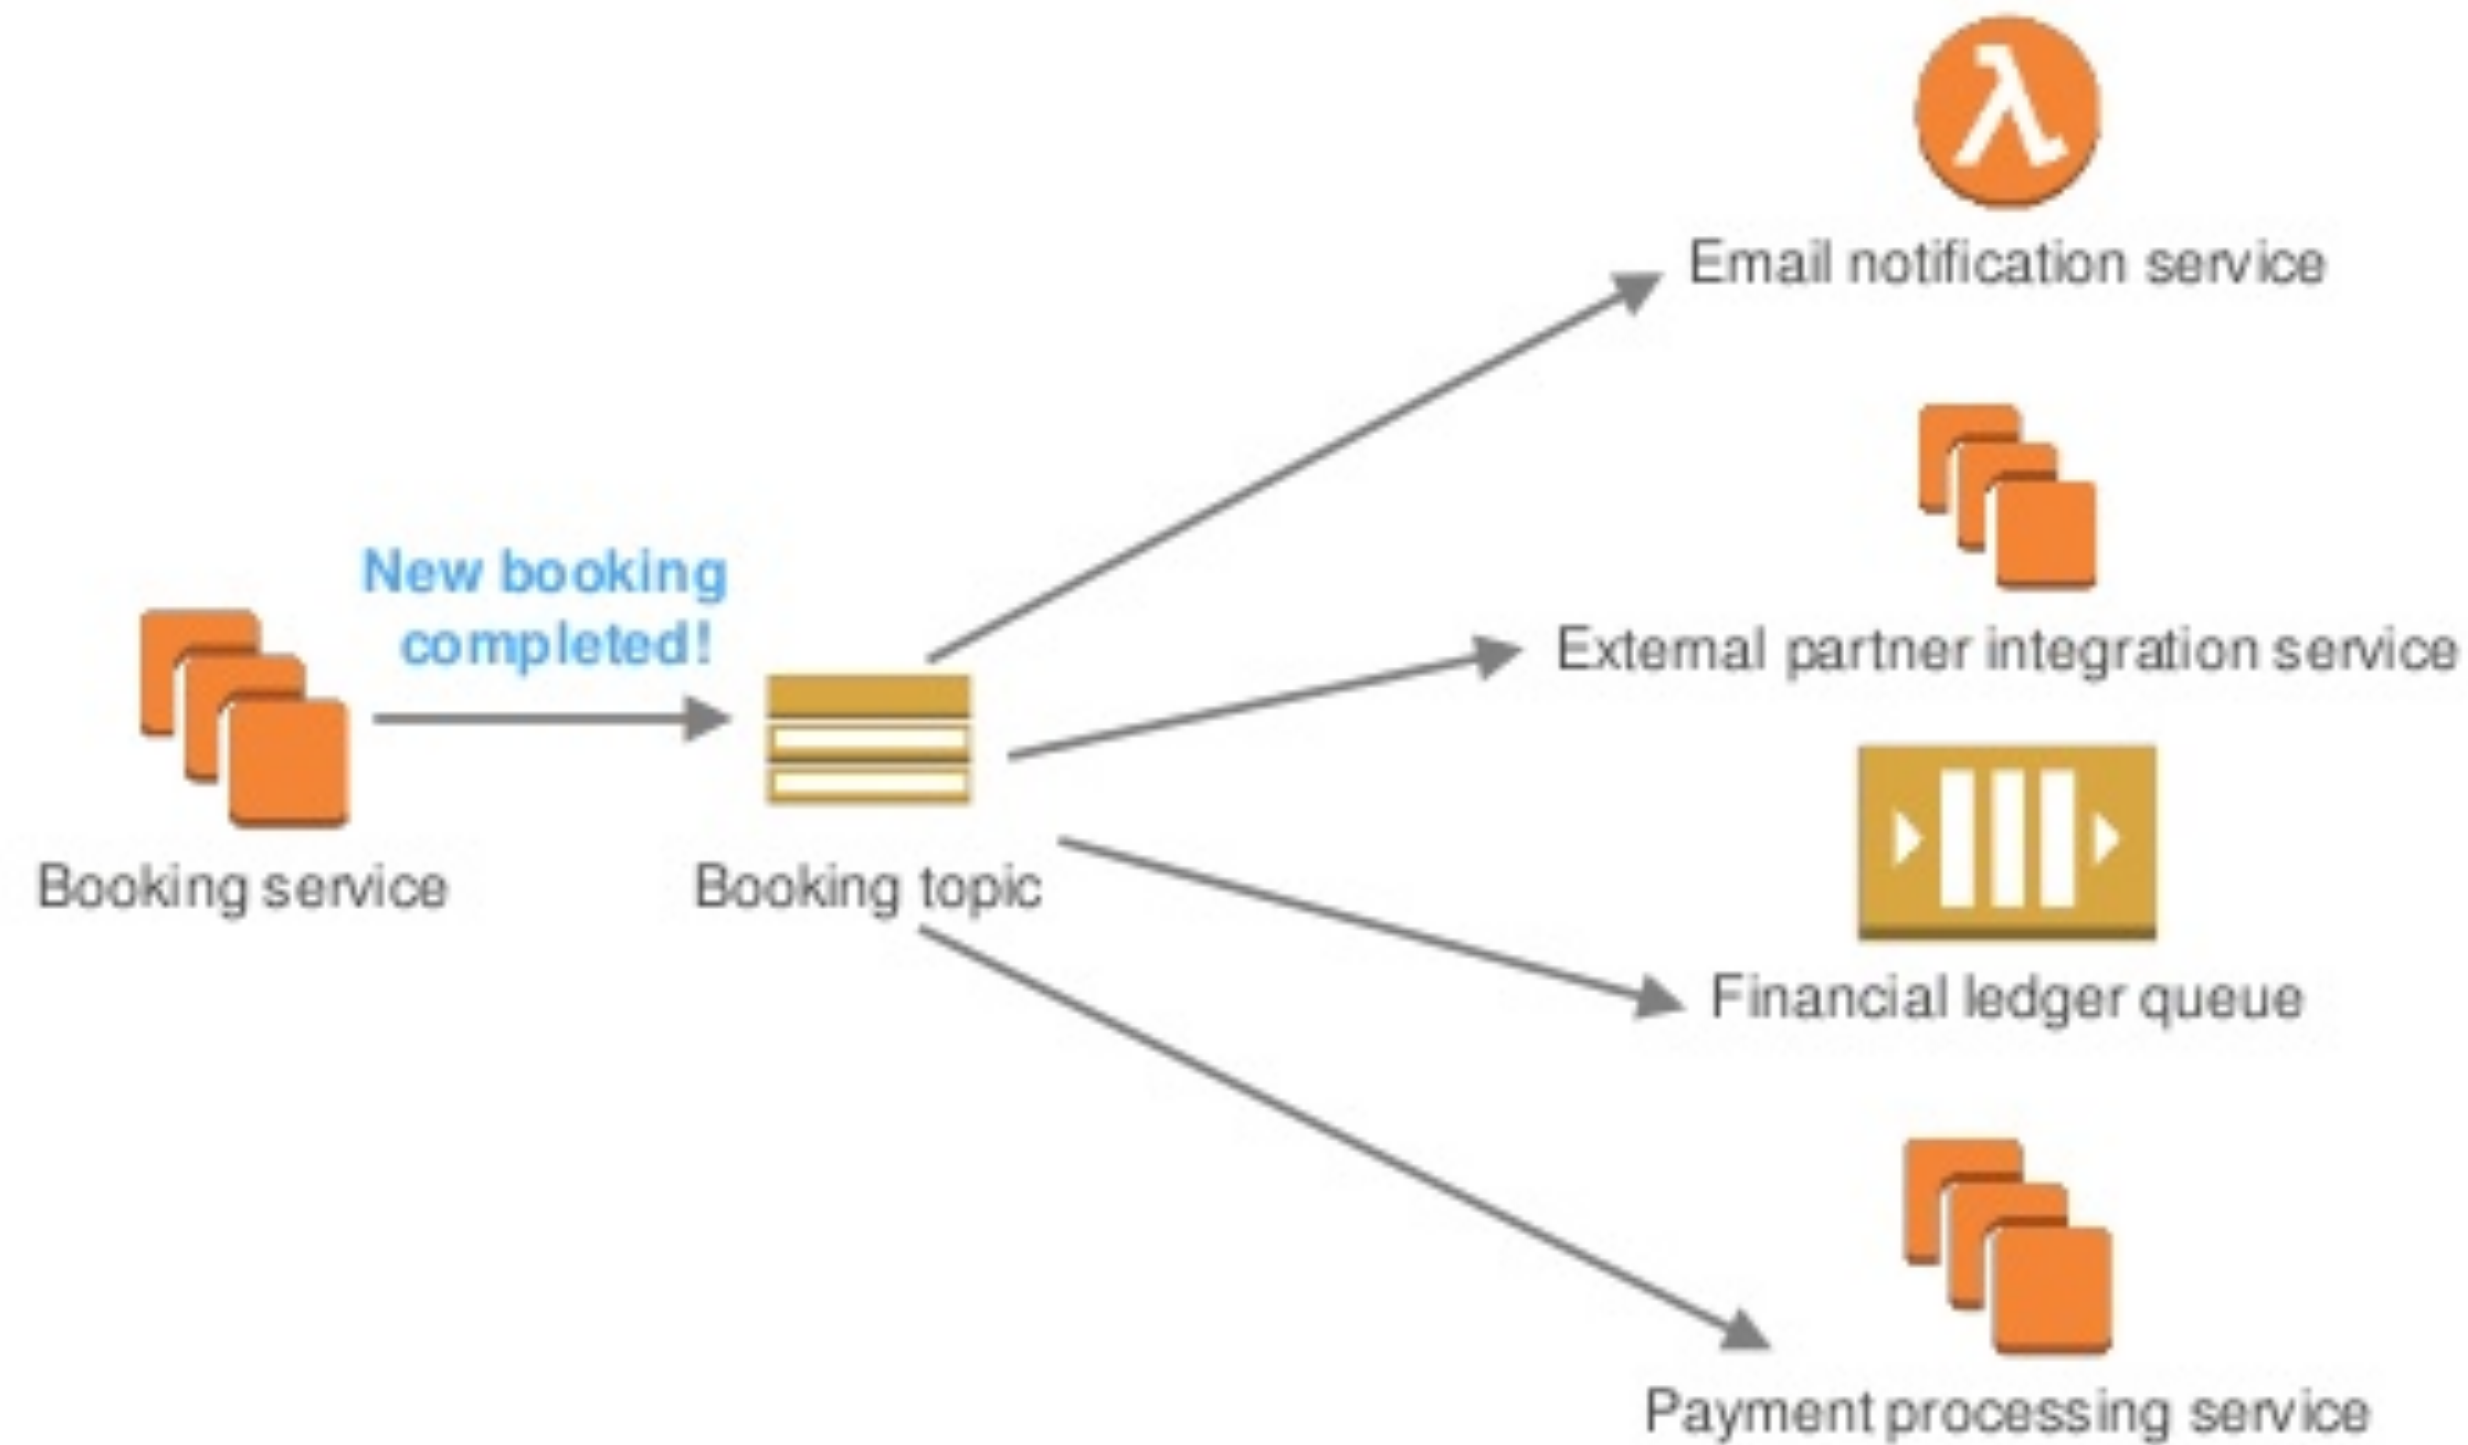 Email notification service
New booking
completed!
External partner integration service
Booking service
Booking topic
Financial ledger queue
Payment processing service